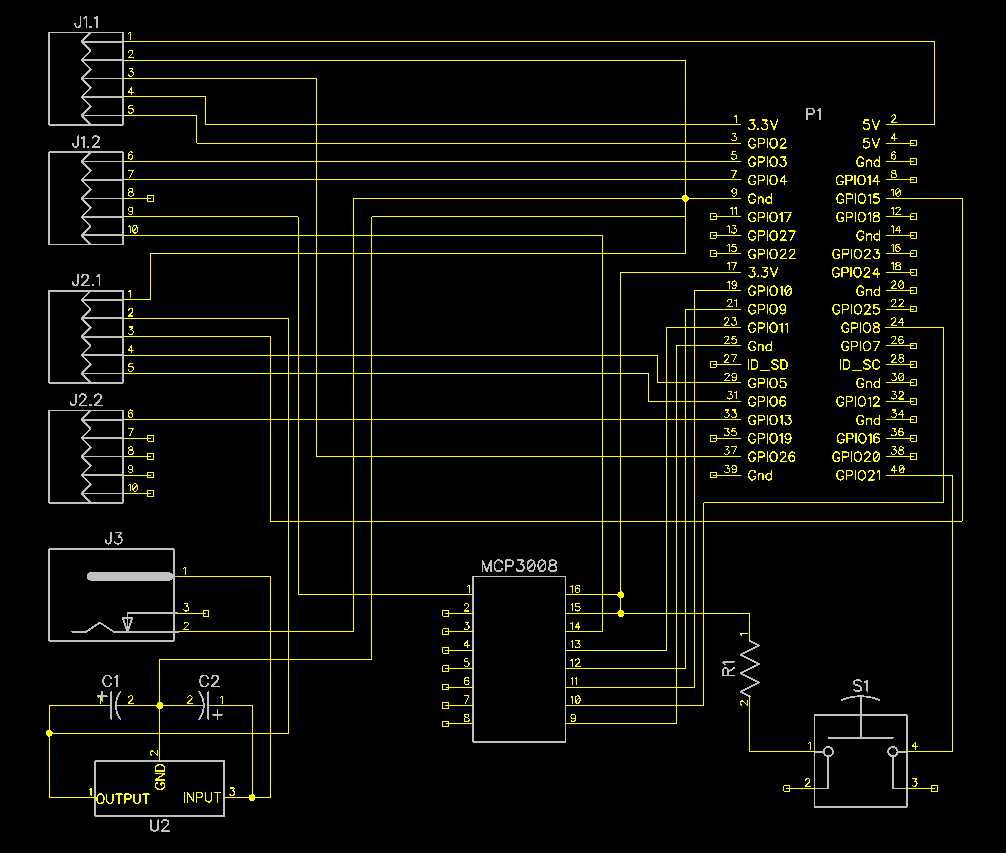 J1.1
1
2
3
4
5
J1.2
6
7
8
9
10
J2.1
1
2
3
4
5
J2.2
6
7
8
9
10
P1
1 3.3V 5V 2
3 GPIO2 5V 4
5 GPIO3 Gnd 6
7 GPIO4 GPIO14 8
9 Gnd GPIO15 10
11 GPIO17 GPIO18 12
13 GPIO27 Gnd 14
15 GPIO22 GPIO23 16
17 3.3V GPIO24 18
19 GPIO10 Gnd 20
21 GPIO9 GPIO25 22
23 GPIO11 GPIO8 24
25 Gnd GPIO7 26
27 ID_SD ID_SC 28
29 GPIO5 Gnd 30
31 GPIO6 GPIO12 32
33 GPIO13 Gnd 34
35 GPIO19 GPIO16 36
37 GPIO26 GPIO20 38
39 Gnd GPIO21 40
J3
1
3
2
MCP3008
1 16
2 15
3 14
4 13
5 12
6 11
7 10
8 9
C1
+ 1 2
C2
2 1 +
2
GND
1 OUTPUT INPUT 3
U2
R1
1
2
S1
1 4
2 3